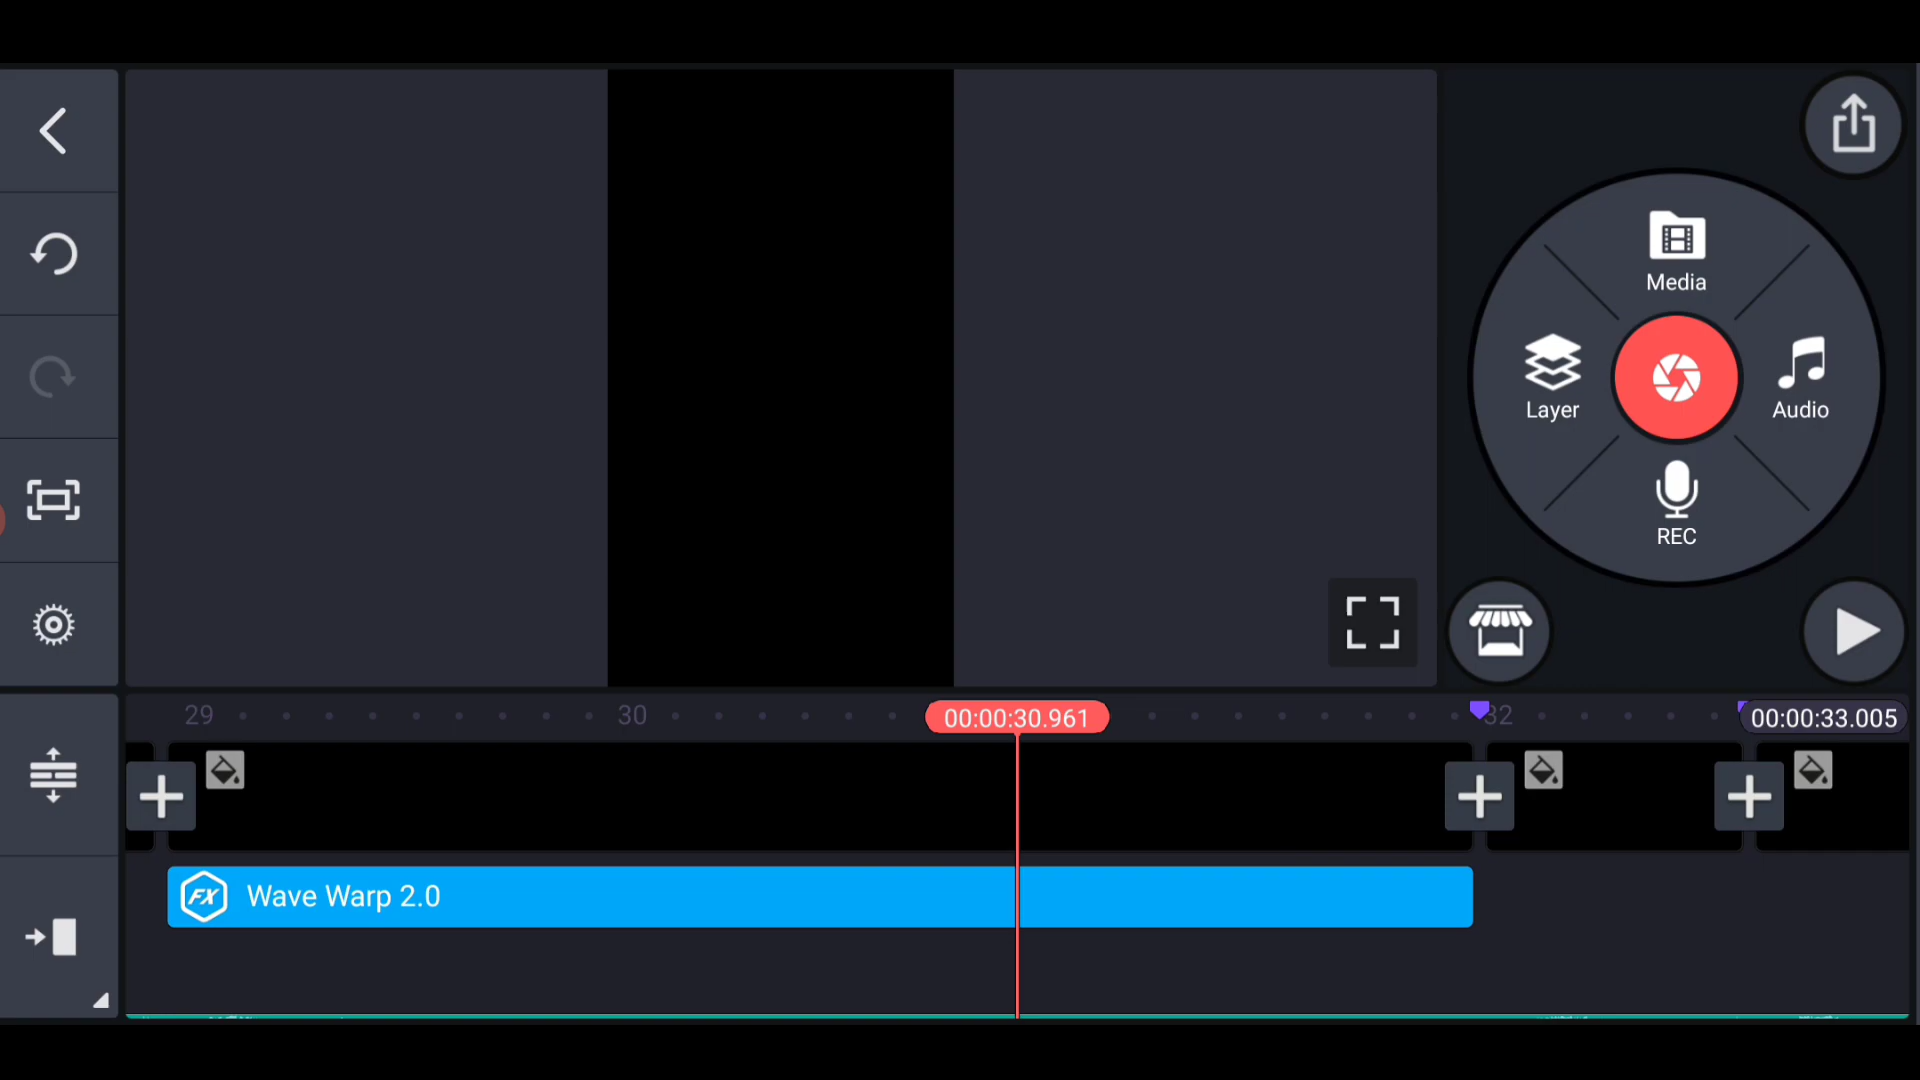 Media
Layer
Audio
REC
29
30
00:00:30.961
32
00:00:33.005
FX
Wave Warp 2.0